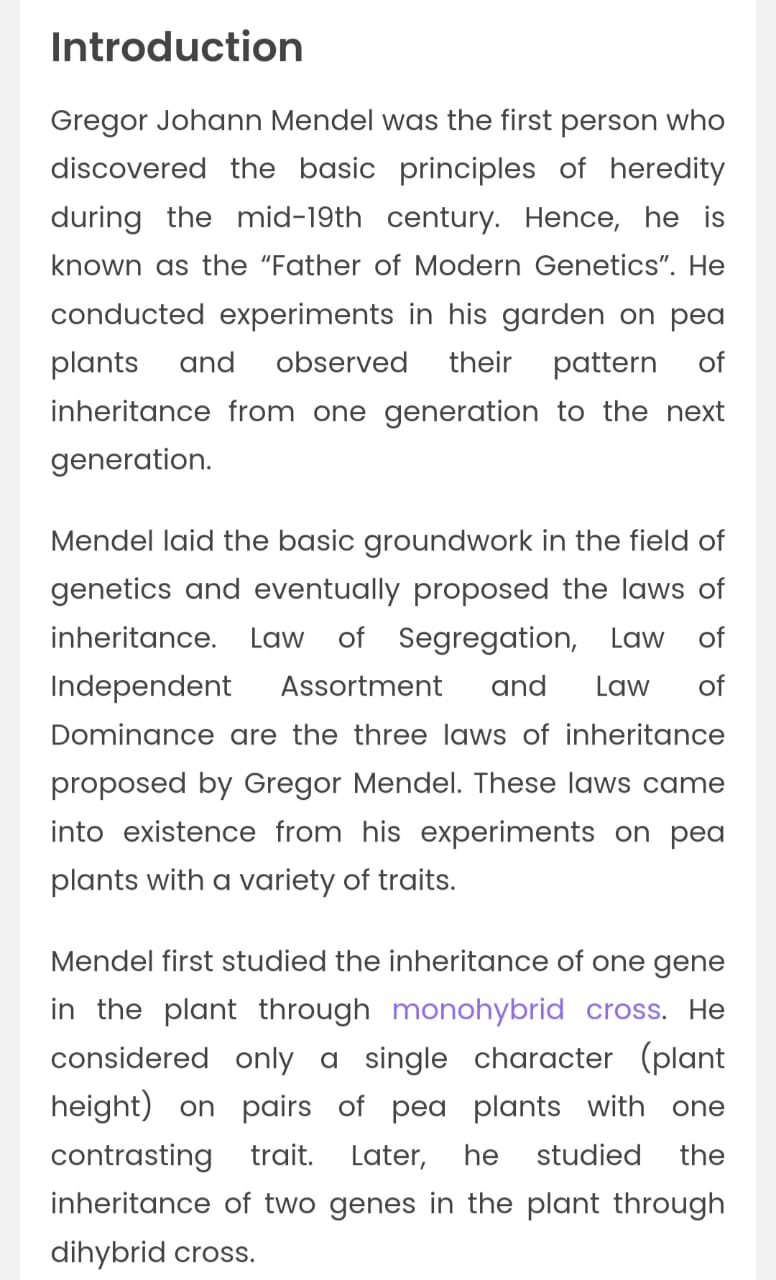 Introduction
Gregor Johann Mendel was the first person who
discovered the basic principles of heredity
during the mid-19th century. Hence, he is
known as the “Father of Modern Genetics”. He
conducted experiments in his garden on pea
plants and observed their pattern of
inheritance from one generation to the next
generation.
Mendel laid the basic groundwork in the field of
genetics and eventually proposed the laws of
inheritance. Law of Segregation, Law of
Independent Assortment and Law of
Dominance are the three laws of inheritance
proposed by Gregor Mendel. These laws came
into existence from his experiments on pea
plants with a variety of traits.
Mendel first studied the inheritance of one gene
in the plant through monohybrid cross. He
considered only a single character (plant
height) on pairs of pea plants with one
contrasting trait. Later, he studied the
inheritance of two genes in the plant through
dihybrid cross.